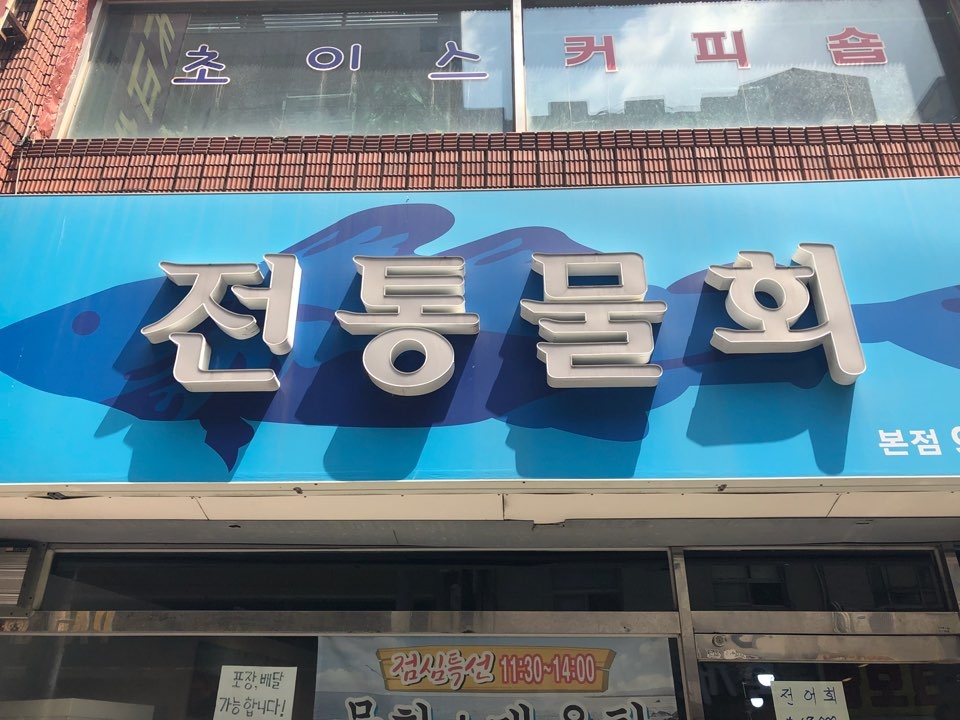 초이스 커피숍
전통물회
본점
점심특선 11:30~14:00
포장, 배달
가능합니다!
전어회